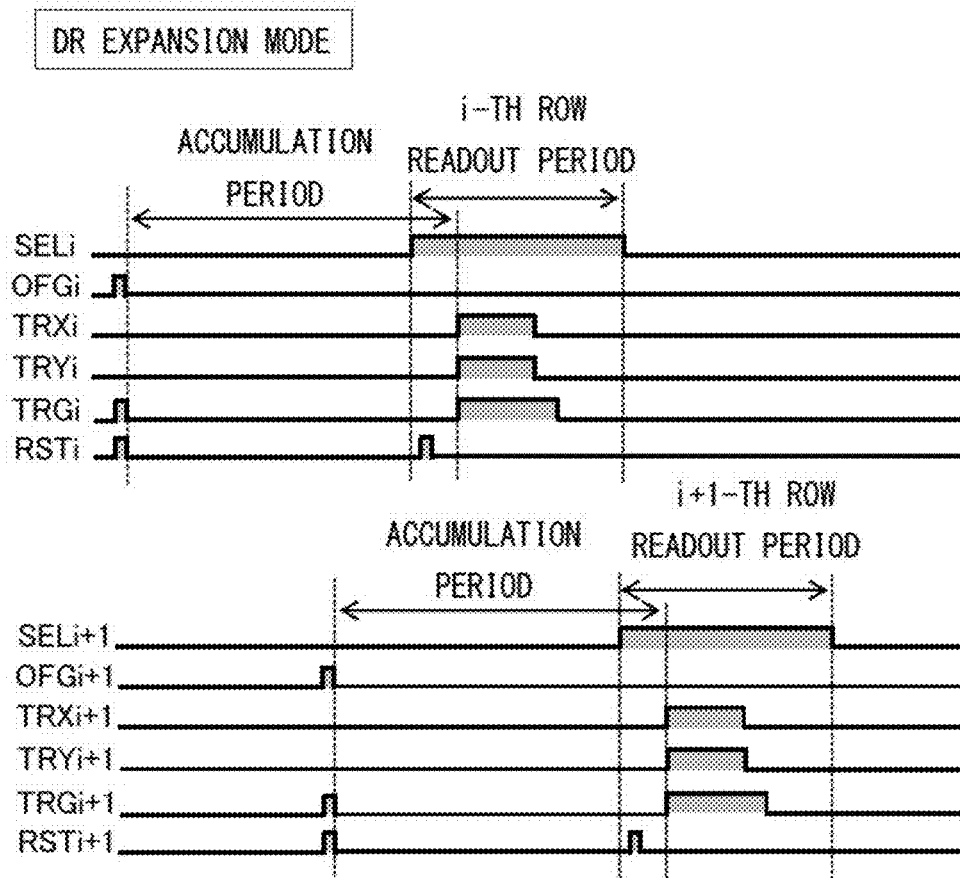 DR EXPANSION MODE
i-TH ROW
ACCUMULATION READOUT PERIOD
PERIOD
SELi
OFGi
TRXi
TRYi
TRGi
RSTi
i+1-TH ROW
ACCUMULATION READOUT PERIOD
PERIOD
SELi+1
OFGi+1
TRXi+1
TRYi+1
TRGi+1
RSTi+1